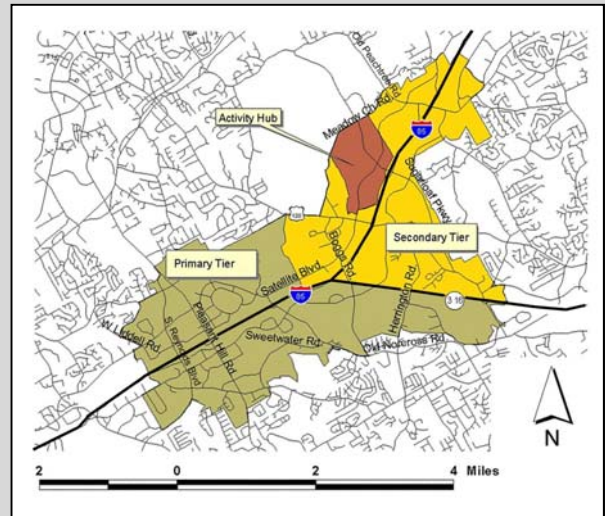 Old Peachtree Rd
Meadow Ch Rd
Activity Hub
85
Sugarloaf Pkwy
120
Boggs Rd
Secondary Tier
Primary Tier
Satellite Blvd
85
Harrington Rd
316
W Liddell Rd
S. Reynolds Blvd
Pleasant Hill Rd
Sweetwater Rd
Old Norcross Rd
N
2 0 2 4 Miles